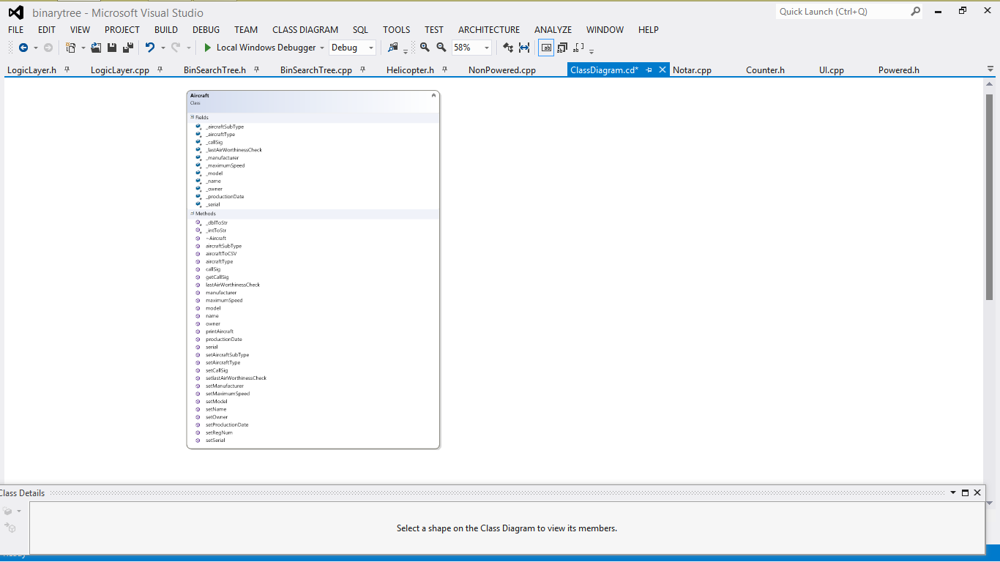 binarytree - Microsoft Visual Studio
Quick Launch (Ctrl+Q)
FILE EDIT VIEW PROJECT BUILD DEBUG TEAM CLASS DIAGRAM SQL TOOLS TEST ARCHITECTURE ANALYZE WINDOW HELP
Local Windows Debugger Debug 58%
LogicLayer.h LogicLayer.cpp BinSearchTree.h BinSearchTree.cpp Helicopter.h NonPowered.cpp ClassDiagram.cd* Notar.cpp Counter.h UI.cpp Powered.h
Aircraft
Class
Fields
_aircraftSubType
_aircraftType
_callSig
_lastAirWorthinessCheck
_manufacturer
_maximumSpeed
_model
_name
_owner
_productionDate
_serial
Methods
_dblToStr
_intToStr
~Aircraft
aircraftSubType
aircraftToCSV
aircraftType
callSig
getCallSig
lastAirWorthinessCheck
manufacturer
maximumSpeed
model
name
owner
printAircraft
productionDate
serial
setAircraftSubType
setAircraftType
setCallSig
setlastAirWorthinessCheck
setManufacturer
setMaximumSpeed
setModel
setName
setOwner
setProductionDate
setRegNum
setSerial
Class Details
Select a shape on the Class Diagram to view its members.